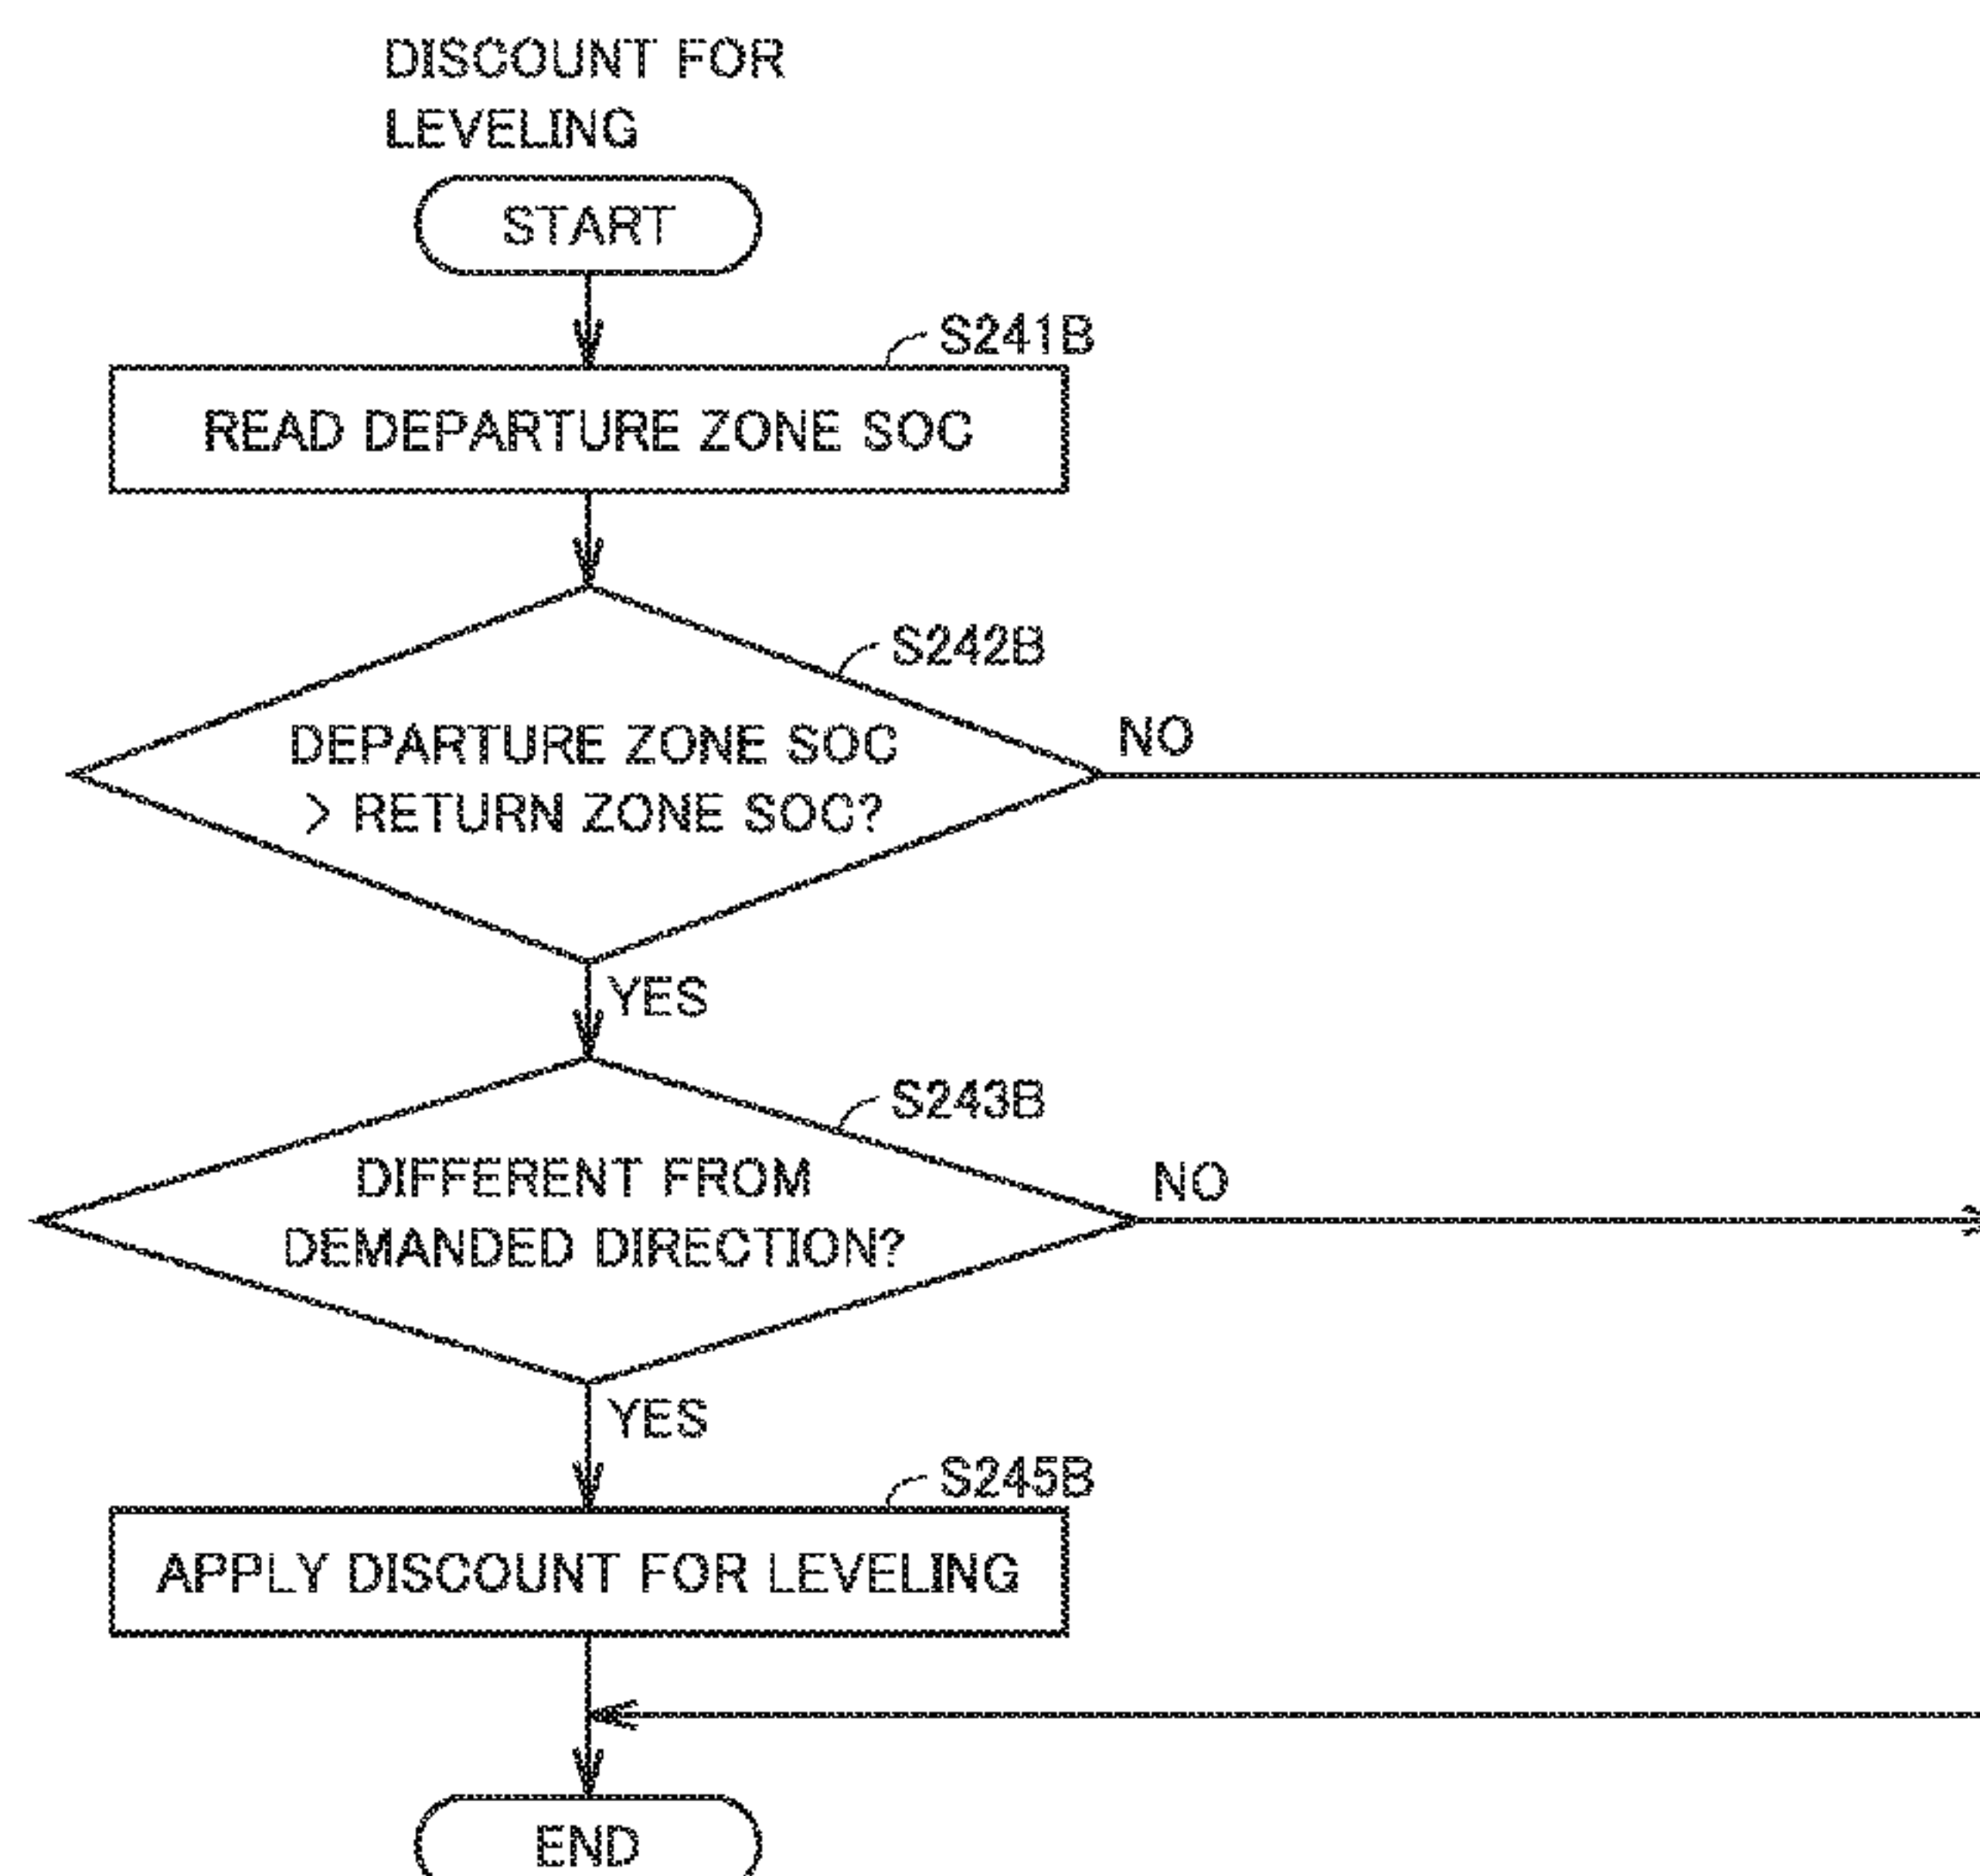 DISCOUNT FOR
LEVELING
START
S241B
READ DEPARTURE ZONE SOC
S242B
DEPARTURE ZONE SOC
> RETURN ZONE SOC?
NO
YES
S243B
DIFFERENT FROM
DEMANDED DIRECTION?
NO
YES
S245B
APPLY DISCOUNT FOR LEVELING
END